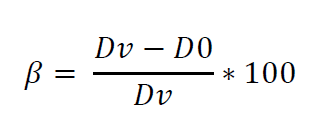 β = (Dv − D0) / Dv * 100